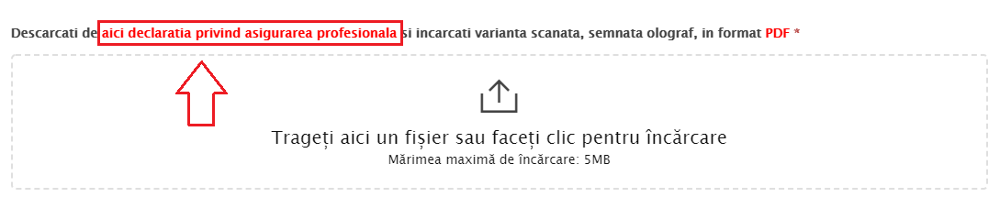 Descarcati de aici declaratia privind asigurarea profesionala si incarcati varianta scanata, semnata olograf, in format PDF *
Trageți aici un fișier sau faceți clic pentru încărcare
Mărimea maximă de încărcare: 5MB